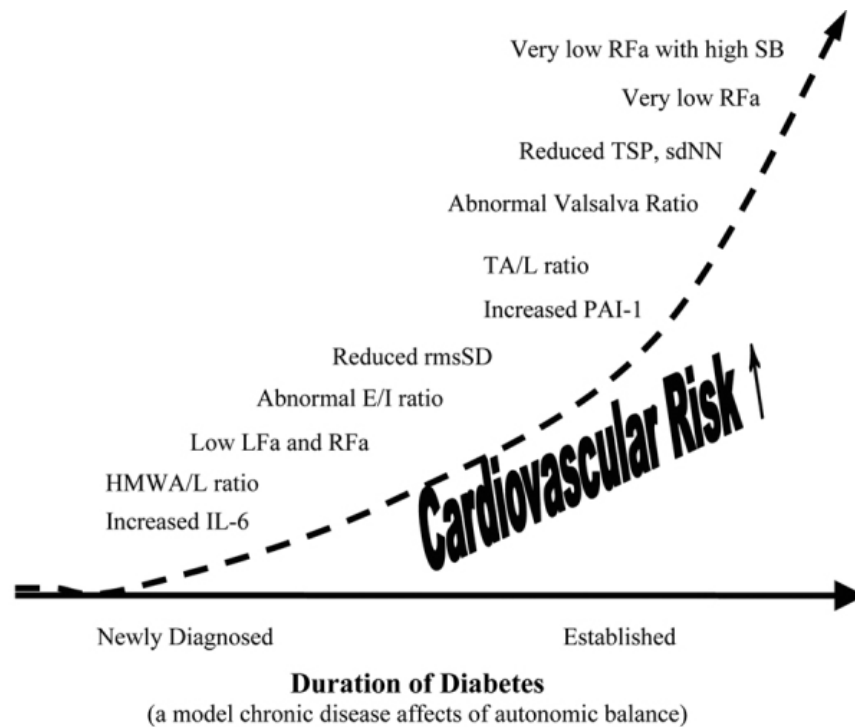 Very low RFa with high SB
Very low RFa
Reduced TSP, sdNN
Abnormal Valsalva Ratio
TA/L ratio
Increased PAI-1
Reduced rmsSD
Abnormal E/I ratio
Low LFa and RFa
HMWA/L ratio
Increased IL-6
Cardiovascular Risk ↑
Newly Diagnosed
Established
Duration of Diabetes
(a model chronic disease affects of autonomic balance)